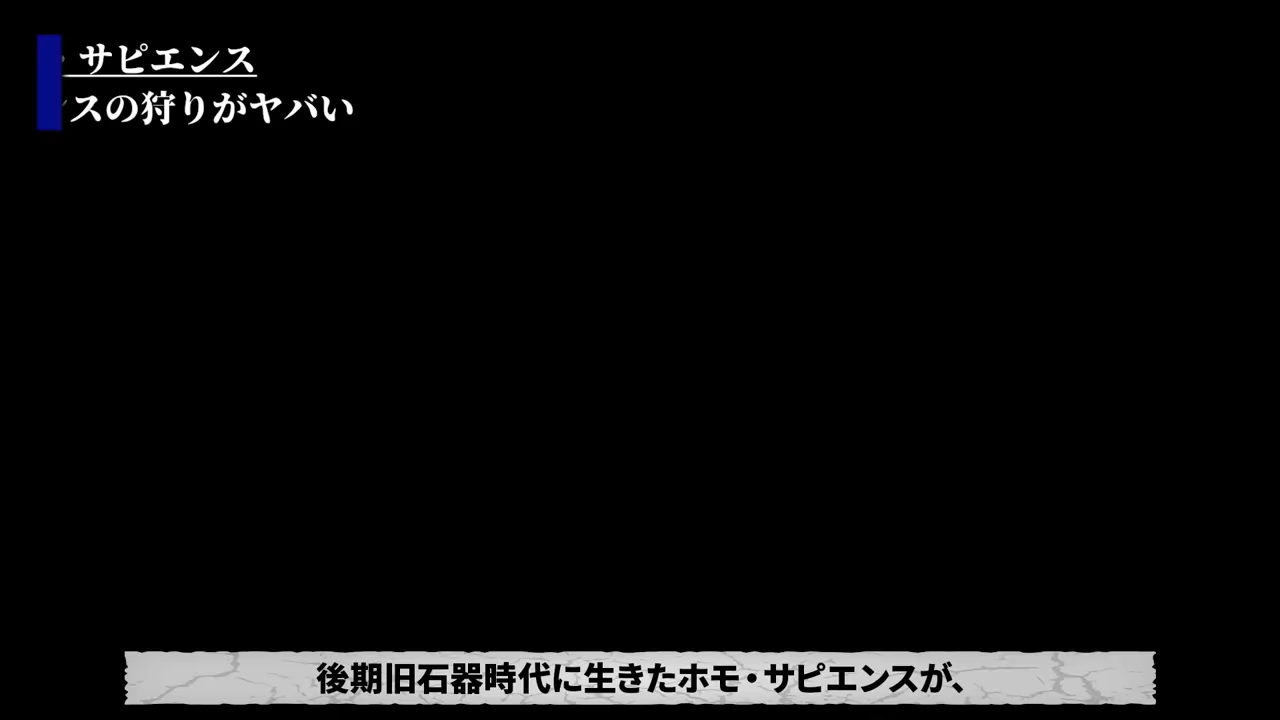 サピエンス
スの狩りがヤバい
後期旧石器時代に生きたホモ・サピエンスが、